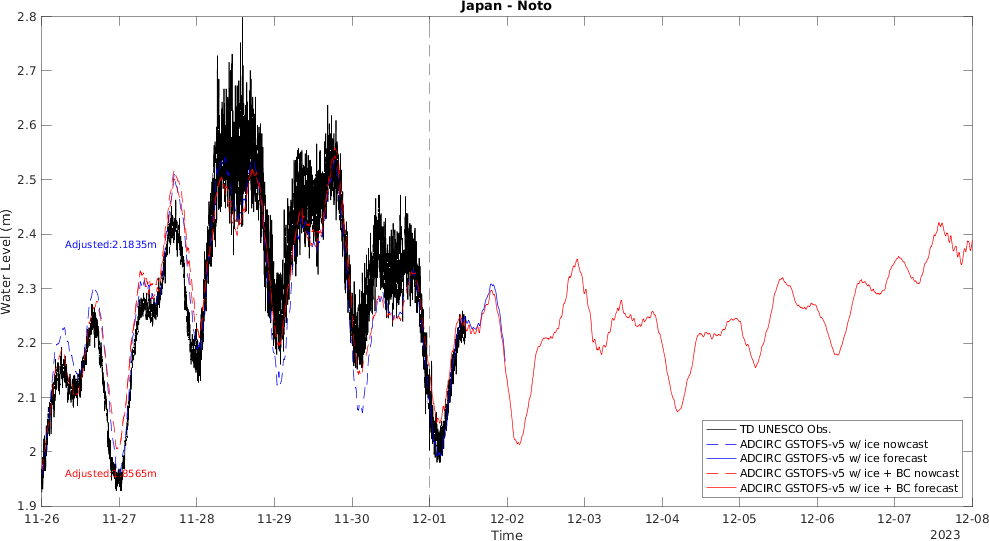 Japan - Noto
Water Level (m)
2.8
2.7
2.6
2.5
2.4
2.3
2.2
2.1
2
1.9
Adjusted:2.1835m
8565m
TD UNESCO Obs.
ADCIRC GSTOFS-v5 w/ ice nowcast
ADCIRC GSTOFS-v5 w/ ice forecast
ADCIRC GSTOFS-v5 w/ ice + BC nowcast
ADCIRC GSTOFS-v5 w/ ice + BC forecast
11-26
11-27
11-28
11-29
11-30
12-01
12-02
12-03
12-04
12-05
12-06
12-07
12-08
Time
2023